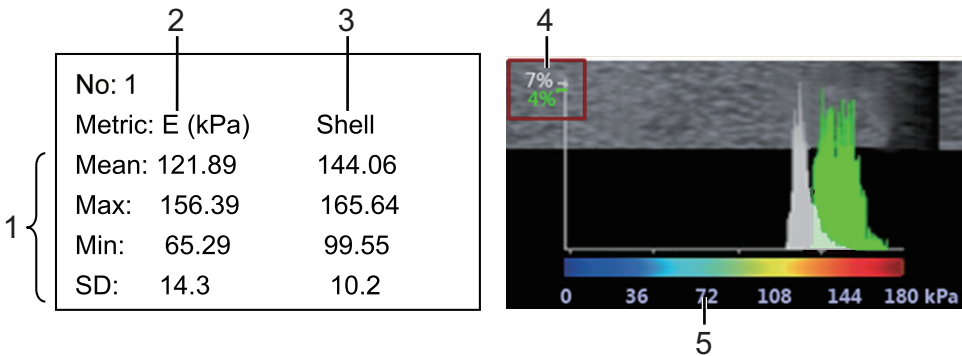 2 3
No: 1
Metric: E (kPa) Shell
Mean: 121.89 144.06
1
Max: 156.39 165.64
Min: 65.29 99.55
SD: 14.3 10.2
4
7%
4%
0 36 72 108 144 180 kPa
5